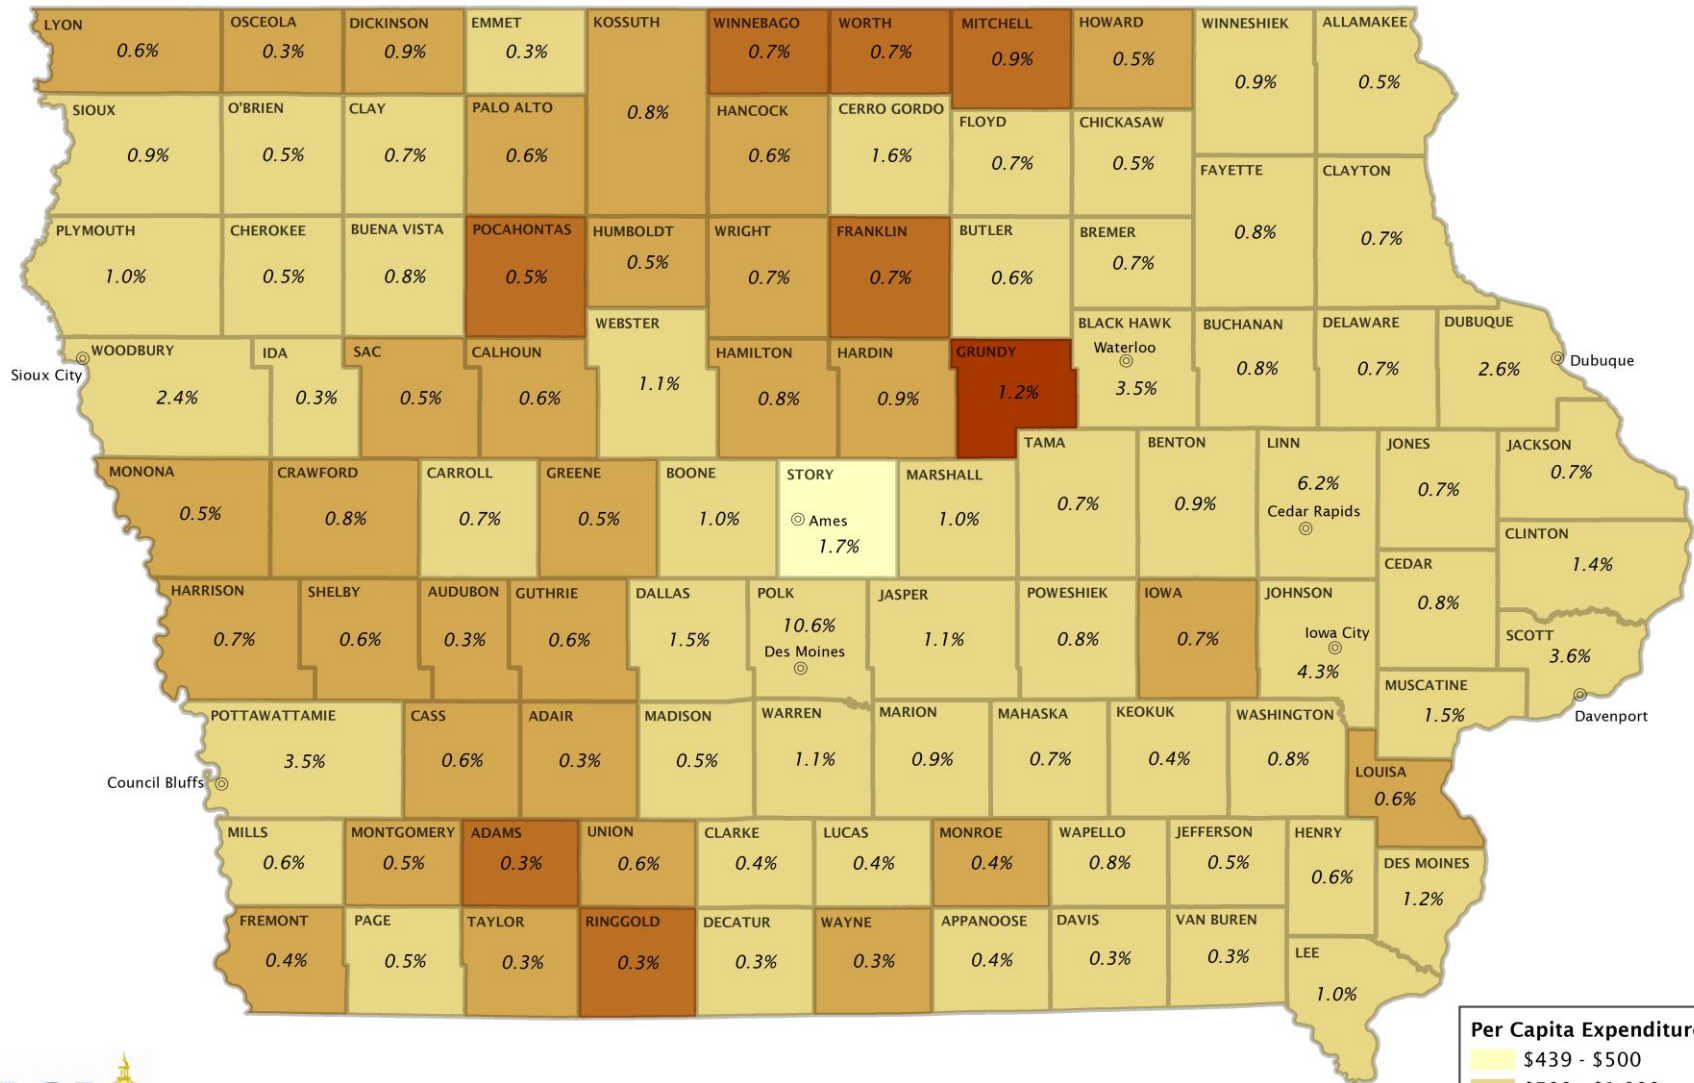 LYON
0.6%
OSCEOLA
0.3%
DICKINSON
0.9%
EMMET
0.3%
KOSSUTH
0.8%
WINNEBAGO
0.7%
WORTH
0.7%
MITCHELL
0.9%
HOWARD
0.5%
WINNESHIEK
0.9%
ALLAMAKEE
0.5%
SIOUX
0.9%
O'BRIEN
0.5%
CLAY
0.7%
PALO ALTO
0.6%
HANCOCK
0.6%
CERRO GORDO
1.6%
FLOYD
0.7%
CHICKASAW
0.5%
FAYETTE
0.8%
CLAYTON
0.7%
PLYMOUTH
1.0%
CHEROKEE
0.5%
BUENA VISTA
0.8%
POCAHONTAS
0.5%
HUMBOLDT
0.5%
WRIGHT
0.7%
FRANKLIN
0.7%
BUTLER
0.6%
BREMER
0.7%
WOODBURY
Sioux City
2.4%
IDA
0.3%
SAC
0.5%
CALHOUN
0.6%
WEBSTER
1.1%
HAMILTON
0.8%
HARDIN
0.9%
GRUNDY
1.2%
BLACK HAWK
Waterloo
3.5%
BUCHANAN
0.8%
DELAWARE
0.7%
DUBUQUE
2.6%
Dubuque
MONONA
0.5%
CRAWFORD
0.8%
CARROLL
0.7%
GREENE
0.5%
BOONE
1.0%
STORY
Ames
1.7%
MARSHALL
1.0%
TAMA
0.7%
BENTON
0.9%
LINN
6.2%
Cedar Rapids
JONES
0.7%
JACKSON
0.7%
CLINTON
1.4%
CEDAR
0.8%
HARRISON
0.7%
SHELBY
0.6%
AUDUBON
0.3%
GUTHRIE
0.6%
DALLAS
1.5%
POLK
10.6%
Des Moines
JASPER
1.1%
POWESHIEK
0.8%
IOWA
0.7%
JOHNSON
Iowa City
4.3%
SCOTT
3.6%
Davenport
MUSCATINE
1.5%
POTTAWATTAMIE
3.5%
Council Bluffs
CASS
0.6%
ADAIR
0.3%
MADISON
0.5%
WARREN
1.1%
MARION
0.9%
MAHASKA
0.7%
KEOKUK
0.4%
WASHINGTON
0.8%
LOUISA
0.6%
MILLS
0.6%
MONTGOMERY
0.5%
ADAMS
0.3%
UNION
0.6%
CLARKE
0.4%
LUCAS
0.4%
MONROE
0.4%
WAPELLO
0.8%
JEFFERSON
0.5%
HENRY
0.6%
DES MOINES
1.2%
FREMONT
0.4%
PAGE
0.5%
TAYLOR
0.3%
RINGGOLD
0.3%
DECATUR
0.3%
WAYNE
0.3%
APPANOOSE
0.4%
DAVIS
0.3%
VAN BUREN
0.3%
LEE
1.0%
Per Capita Expenditur
$439 - $500